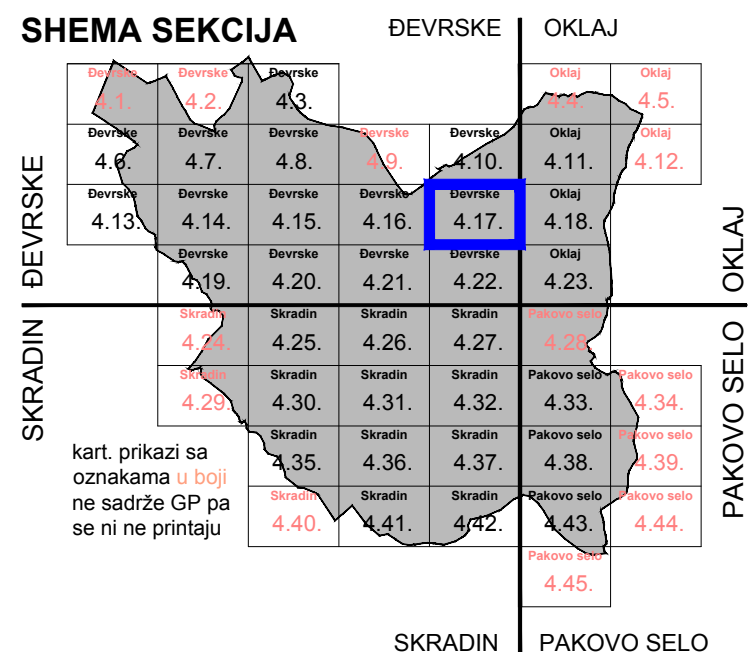 SHEMA SEKCIJA
ĐEVRSKE OKLAJ
Đevrske Đevrske Đevrske Oklaj Oklaj
4.1. 4.2. 4.3. 4.4. 4.5.
Đevrske Đevrske Đevrske Đevrske Đevrske Oklaj Oklaj
4.6. 4.7. 4.8. 4.9. 4.10. 4.11. 4.12.
Đevrske Đevrske Đevrske Đevrske Đevrske Oklaj
4.13. 4.14. 4.15. 4.16. 4.17. 4.18.
Đevrske Đevrske Đevrske Đevrske Oklaj
4.19. 4.20. 4.21. 4.22. 4.23.
ĐEVRSKE
OKLAJ
Skradin Skradin Skradin Skradin Pakovo selo
4.24. 4.25. 4.26. 4.27. 4.28.
Skradin Skradin Skradin Skradin Pakovo selo Pakovo selo
4.29. 4.30. 4.31. 4.32. 4.33. 4.34.
Skradin Skradin Skradin Pakovo selo Pakovo selo
4.35. 4.36. 4.37. 4.38. 4.39.
Skradin Skradin Skradin Pakovo selo Pakovo selo
4.40. 4.41. 4.42. 4.43. 4.44.
Pakovo selo
4.45.
SKRADIN
PAKOVO SELO
kart. prikazi sa
oznakama u boji
ne sadrže GP pa
se ni ne printaju
SKRADIN PAKOVO SELO